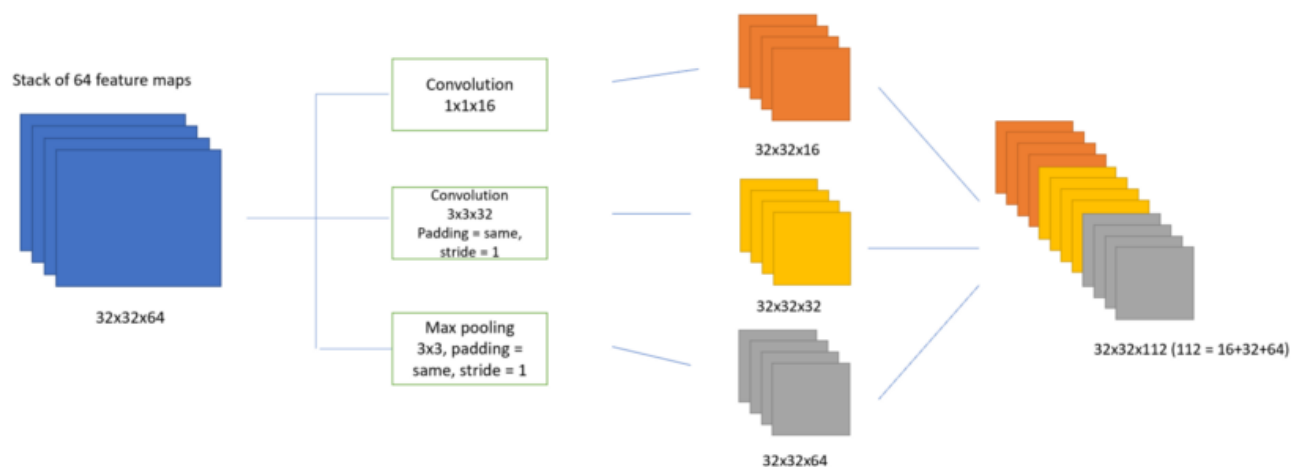 Stack of 64 feature maps
32x32x64
Convolution
1x1x16
Convolution
3x3x32
Padding = same,
stride = 1
Max pooling
3x3, padding =
same, stride = 1
32x32x16
32x32x32
32x32x64
32x32x112 (112 = 16+32+64)